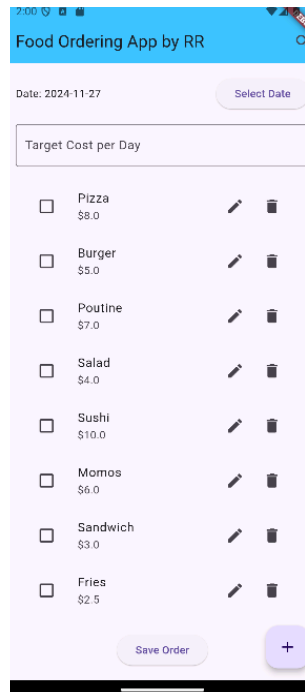 2:00
Food Ordering App by RR
Date: 2024-11-27
Select Date
Target Cost per Day
Pizza
$8.0
Burger
$5.0
Poutine
$7.0
Salad
$4.0
Sushi
$10.0
Momos
$6.0
Sandwich
$3.0
Fries
$2.5
Save Order
+